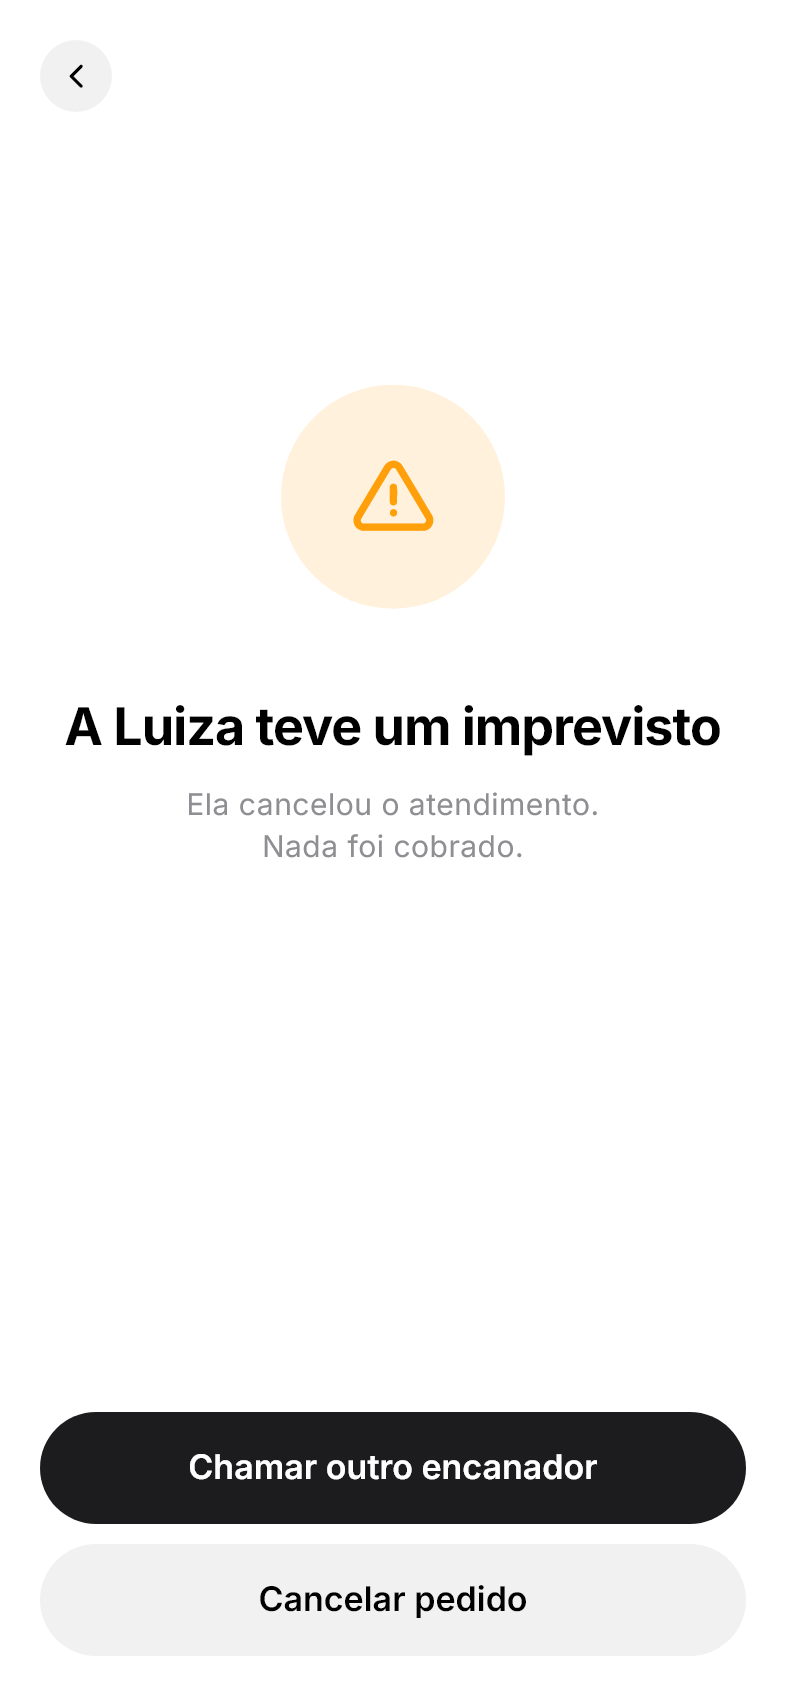 A Luiza teve um imprevisto
Ela cancelou o atendimento.
Nada foi cobrado.
Chamar outro encanador
Cancelar pedido